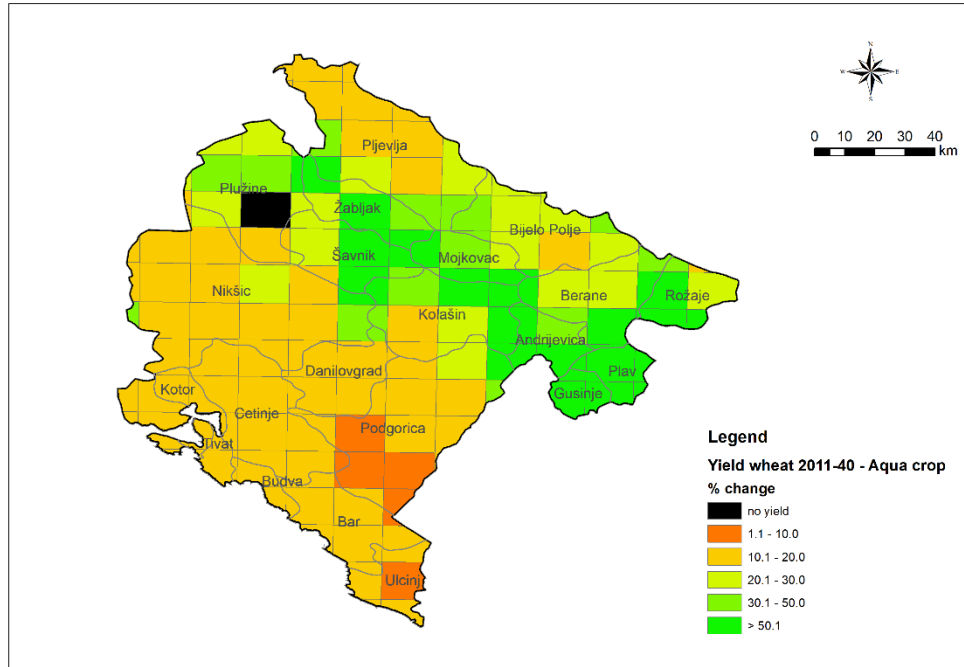 N
W E
S
0 10 20 30 40
km
Pljevlja
Plužine
Žabljak
Bijelo Polje
Šavnik
Mojkovac
Nikšic
Berane
Rožaje
Kolašin
Andrijevica
Danilovgrad
Plav
Kotor
Gusinje
Cetinje
Podgorica
Tivat
Budva
Bar
Ulcinj
Legend
Yield wheat 2011-40 - Aqua crop
% change
no yield
1.1 - 10.0
10.1 - 20.0
20.1 - 30.0
30.1 - 50.0
> 50.1